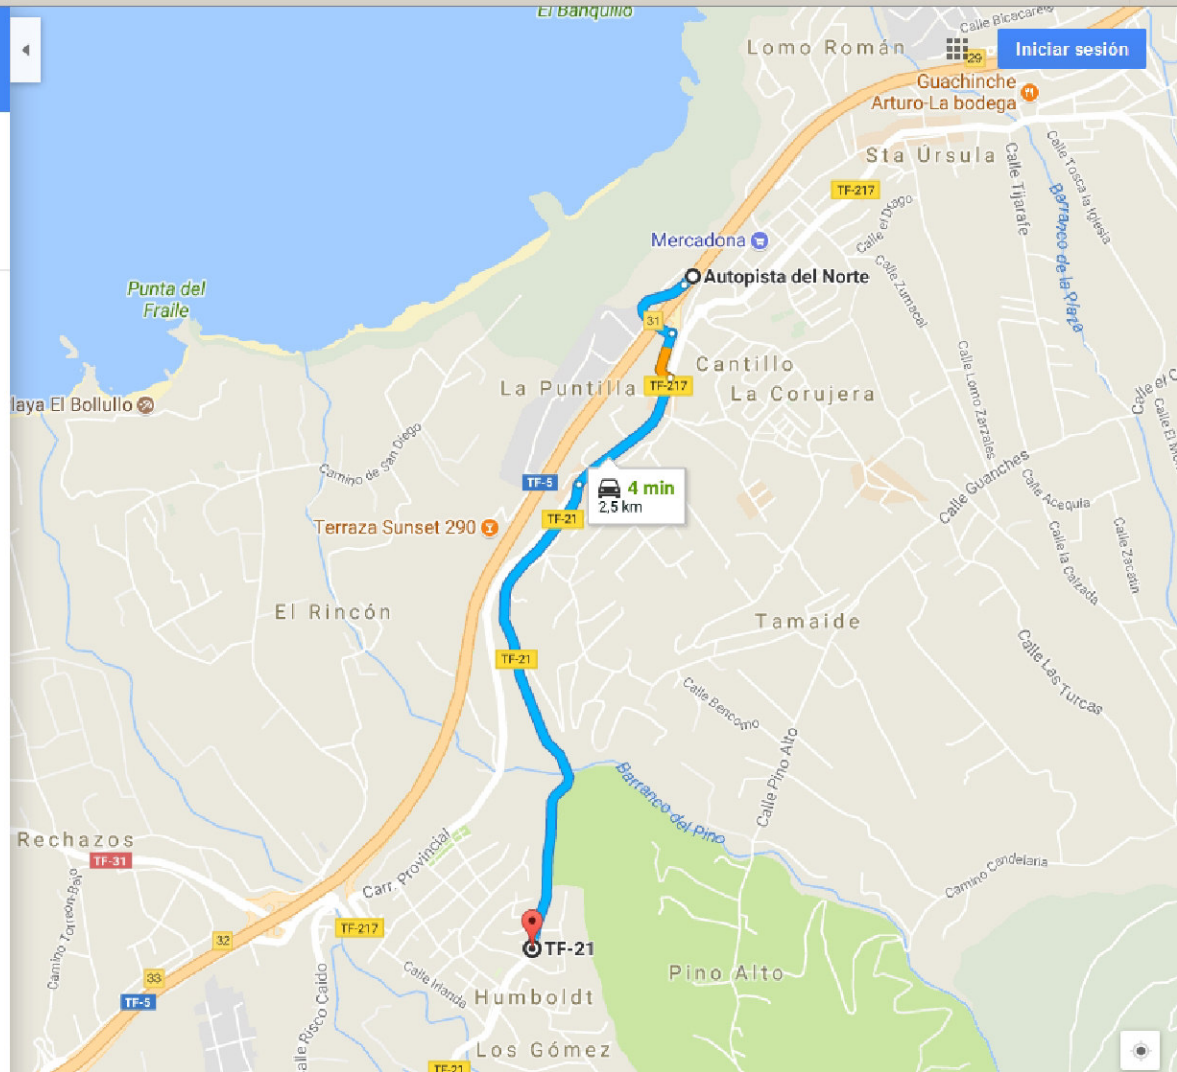 El Banquillo
Calle Bicacarera
Lomo Román
29
Iniciar sesión
Guachinche
Arturo-La bodega
Sta Úrsula
Calle Tijarafe
Calle Tosca la Iglesia
TF-217
Barranco de la Plaza
Calle el Drago
Mercadona
Calle Zumacal
Autopista del Norte
Punta del
Fraile
31
Cantillo
La Puntilla
TF-217
La Corujera
Calle Lomo Zarzales
laya El Bollullo
Camino de San Diego
Calle Guanches
Calle Acequia
TF-5
4 min
2,5 km
TF-21
Terraza Sunset 290
Calle la Calzada
Calle Zacatin
El Rincón
Tamaide
TF-21
Calle Las Turcas
Calle Bencomo
Calle Pino Alto
Barranco del Pino
Rechazos
TF-31
Carr. Provincial
Camino Candelaria
Camino Torreon-Bajo
TF-217
32
TF-21
33
Calle Irlanda
Pino Alto
TF-5
Humboldt
alle Risco Caido
Los Gómez
TF-21